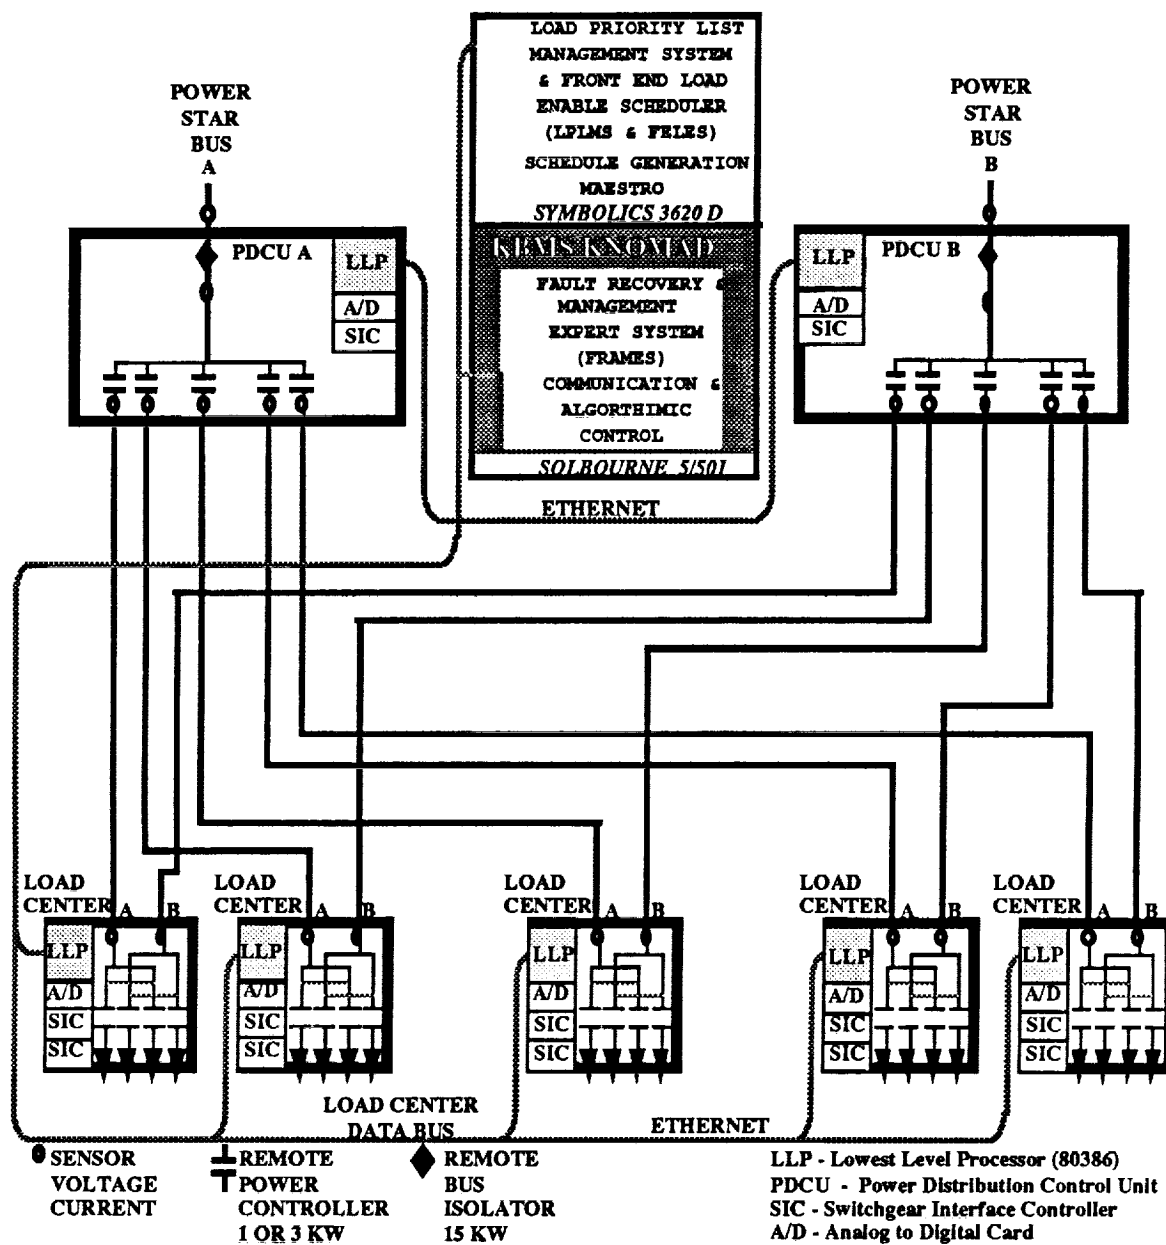 LOAD PRIORITY LIST
MANAGEMENT SYSTEM
& FRONT END LOAD
ENABLE SCHEDULER
(LPLMS & FELES)
SCHEDULE GENERATION
MAESTRO
SYMBOLICS 3620 D
KBMS KNOMAD
FAULT RECOVERY &
MANAGEMENT
EXPERT SYSTEM
(FRAMES)
COMMUNICATION &
ALGORTHIMIC
CONTROL
SOLBOURNE 5/501
ETHERNET
POWER
STAR
BUS
A
PDCU A
LLP
A/D
SIC
POWER
STAR
BUS
B
LLP
PDCU B
A/D
SIC
LOAD
CENTER A B
LLP
A/D
SIC
SIC
LOAD
CENTER A B
LLP
A/D
SIC
SIC
LOAD
CENTER A B
LLP
A/D
SIC
SIC
LOAD
CENTER A B
LLP
A/D
SIC
SIC
LOAD
CENTER A B
LLP
A/D
SIC
SIC
LOAD CENTER
DATA BUS
ETHERNET
SENSOR
VOLTAGE
CURRENT
REMOTE
POWER
CONTROLLER
1 OR 3 KW
REMOTE
BUS
ISOLATOR
15 KW
LLP - Lowest Level Processor (80386)
PDCU - Power Distribution Control Unit
SIC - Switchgear Interface Controller
A/D - Analog to Digital Card